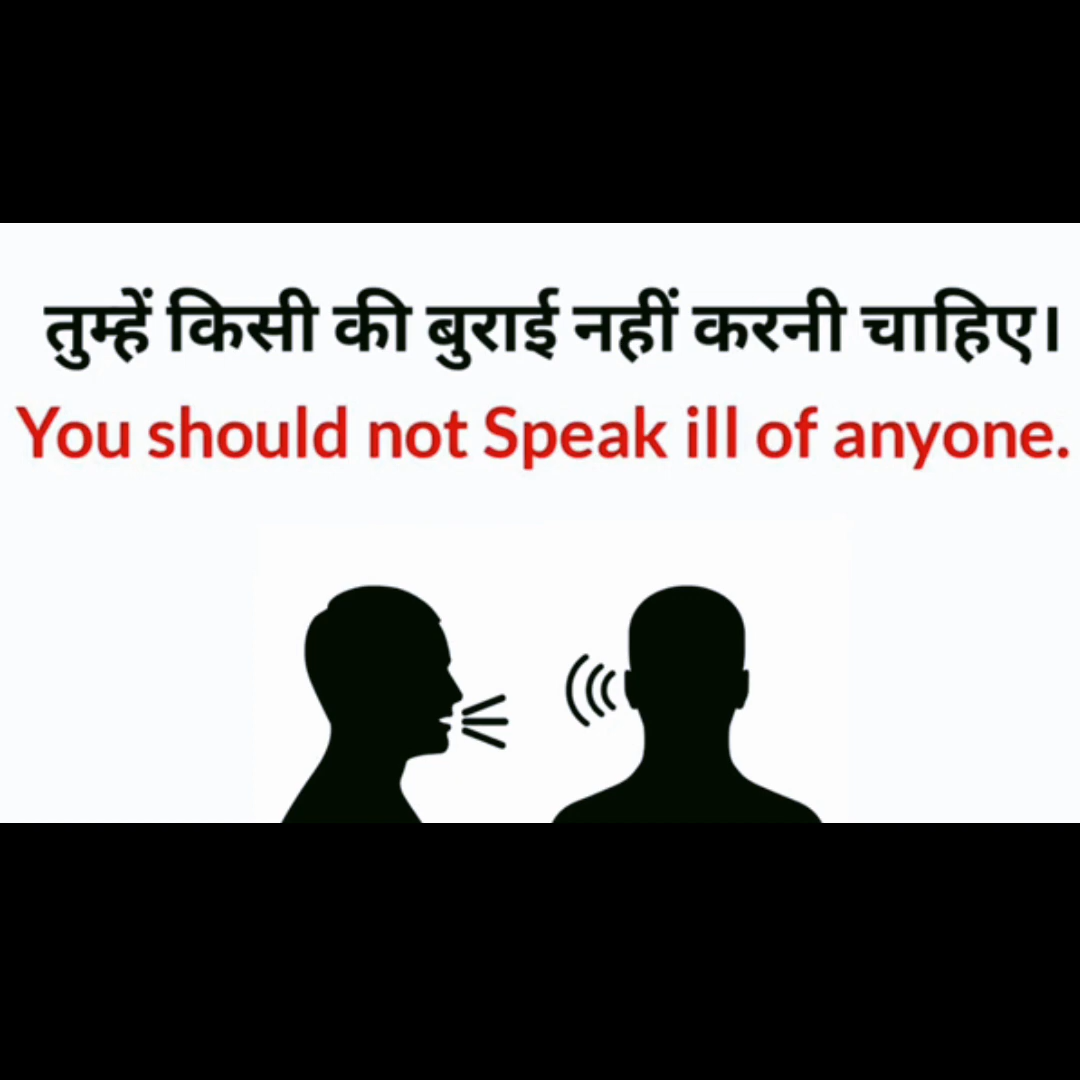 तुम्हें किसी की बुराई नहीं करनी चाहिए।
You should not Speak ill of anyone.